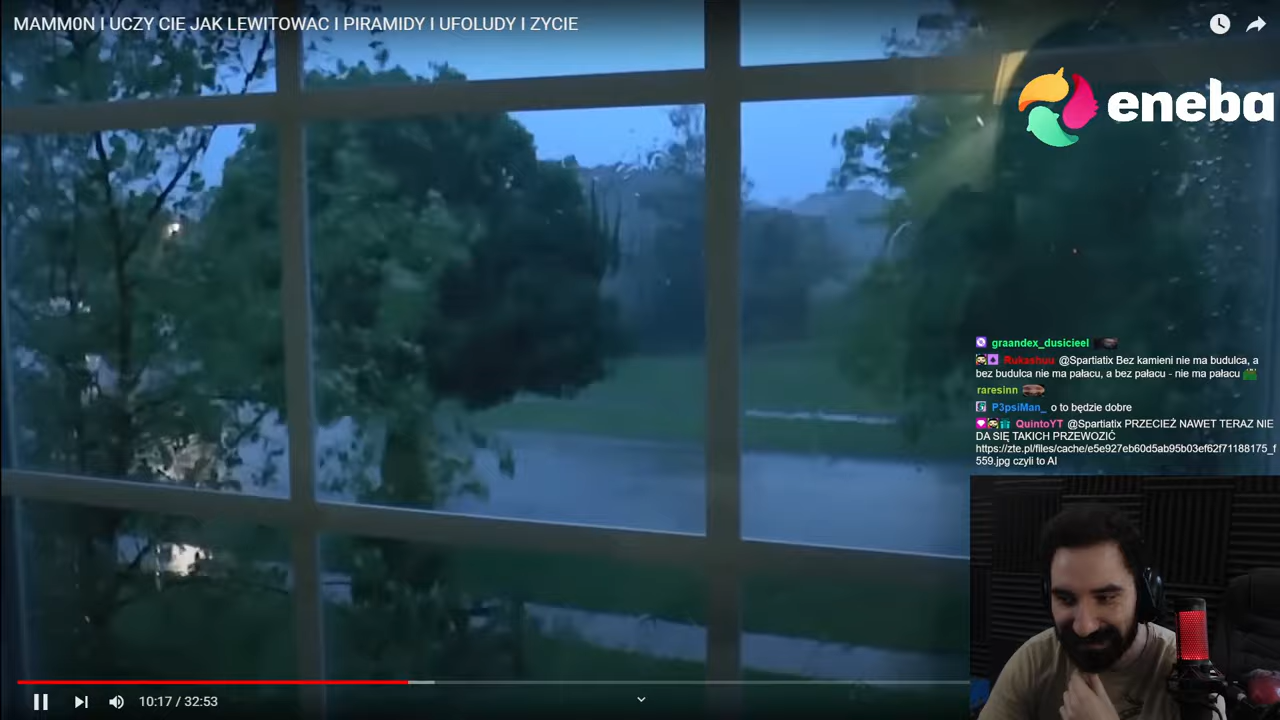 MAMM0N I UCZY CIE JAK LEWITOWAC I PIRAMIDY I UFOLUDY I ZYCIE
eneba
graandex_dusicieel
Rukashuu @Spartiatix Bez kamieni nie ma budulca, a
bez budulca nie ma pałacu, a bez pałacu - nie ma pałacu
raresinn
P3psiMan_ o to będzie dobre
QuintoYT @Spartiatix PRZECIEŻ NAWET TERAZ NIE
DA SIĘ TAKICH PRZEWOZIĆ
https://zte.pl/files/cache/e5e927eb60d5ab95b03ef62f71188175_f
559.jpg czyli to AI
10:17 / 32:53